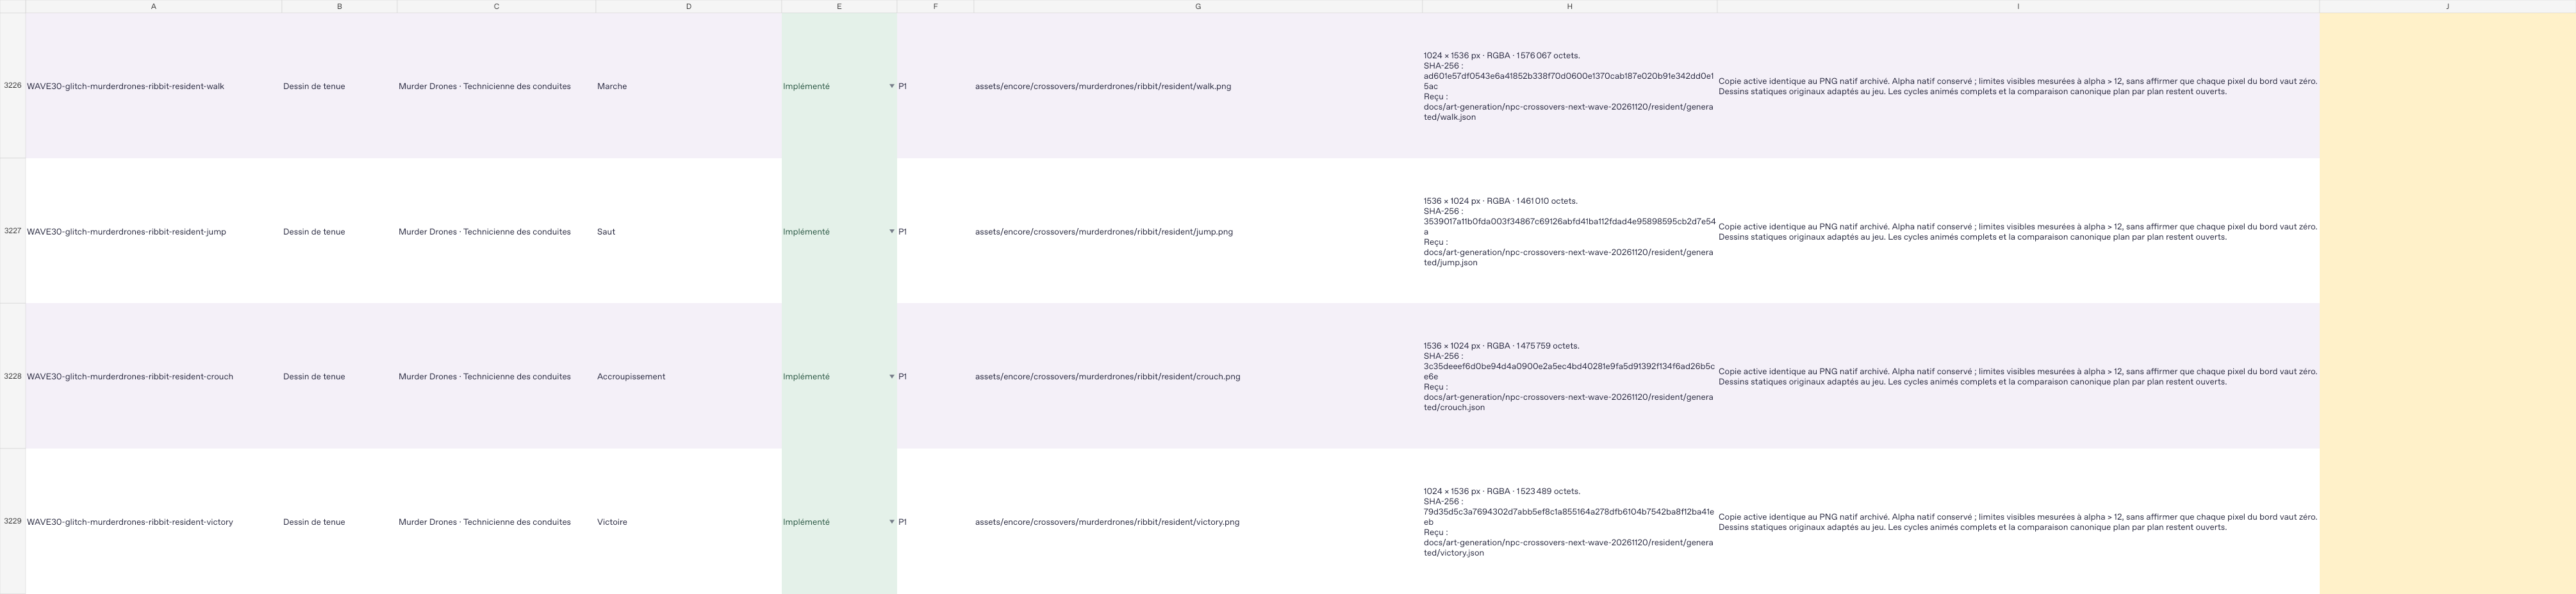 A B C D E F G H I J
3226 WAVE30-glitch-murderdrones-ribbit-resident-walk Dessin de tenue Murder Drones · Technicienne des conduites Marche Implémenté P1 assets/encore/crossovers/murderdrones/ribbit/resident/walk.png
1024 × 1536 px · RGBA · 1 576 067 octets.
SHA-256 :
ad601e57df0543e6a41852b338f70d0600e1370cab187e020b91e342dd0e1
5ac
Reçu :
docs/art-generation/npc-crossovers-next-wave-20261120/resident/genera
ted/walk.json
Copie active identique au PNG natif archivé. Alpha natif conservé ; limites visibles mesurées à alpha > 12, sans affirmer que chaque pixel du bord vaut zéro.
Dessins statiques originaux adaptés au jeu. Les cycles animés complets et la comparaison canonique plan par plan restent ouverts.
3227 WAVE30-glitch-murderdrones-ribbit-resident-jump Dessin de tenue Murder Drones · Technicienne des conduites Saut Implémenté P1 assets/encore/crossovers/murderdrones/ribbit/resident/jump.png
1536 × 1024 px · RGBA · 1 461 010 octets.
SHA-256 :
3539017a11b0fda003f34867c69126abfd41ba112fdad4e95898595cb2d7e54
a
Reçu :
docs/art-generation/npc-crossovers-next-wave-20261120/resident/genera
ted/jump.json
Copie active identique au PNG natif archivé. Alpha natif conservé ; limites visibles mesurées à alpha > 12, sans affirmer que chaque pixel du bord vaut zéro.
Dessins statiques originaux adaptés au jeu. Les cycles animés complets et la comparaison canonique plan par plan restent ouverts.
3228 WAVE30-glitch-murderdrones-ribbit-resident-crouch Dessin de tenue Murder Drones · Technicienne des conduites Accroupissement Implémenté P1 assets/encore/crossovers/murderdrones/ribbit/resident/crouch.png
1536 × 1024 px · RGBA · 1 475 759 octets.
SHA-256 :
3c35deeef6d0be94d4a0900e2a5ec4bd40281e9fa5d91392f134f6ad26b5c
e6e
Reçu :
docs/art-generation/npc-crossovers-next-wave-20261120/resident/genera
ted/crouch.json
Copie active identique au PNG natif archivé. Alpha natif conservé ; limites visibles mesurées à alpha > 12, sans affirmer que chaque pixel du bord vaut zéro.
Dessins statiques originaux adaptés au jeu. Les cycles animés complets et la comparaison canonique plan par plan restent ouverts.
3229 WAVE30-glitch-murderdrones-ribbit-resident-victory Dessin de tenue Murder Drones · Technicienne des conduites Victoire Implémenté P1 assets/encore/crossovers/murderdrones/ribbit/resident/victory.png
1024 × 1536 px · RGBA · 1 523 489 octets.
SHA-256 :
79d35d5c3a7694302d7abb5ef8c1a855164a278dfb6104b7542ba8f12ba41e
eb
Reçu :
docs/art-generation/npc-crossovers-next-wave-20261120/resident/genera
ted/victory.json
Copie active identique au PNG natif archivé. Alpha natif conservé ; limites visibles mesurées à alpha > 12, sans affirmer que chaque pixel du bord vaut zéro.
Dessins statiques originaux adaptés au jeu. Les cycles animés complets et la comparaison canonique plan par plan restent ouverts.